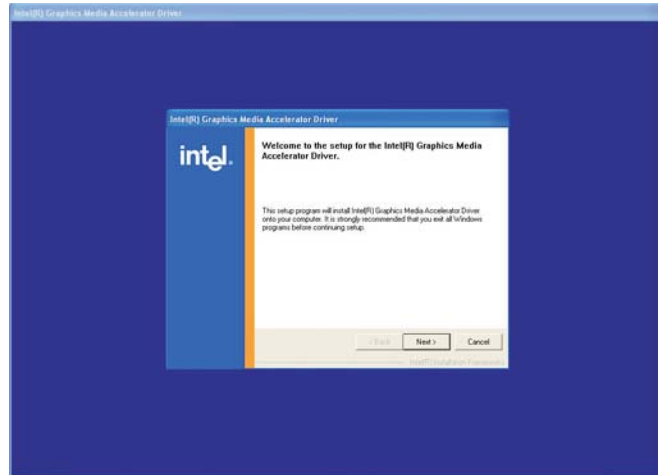 Intel(R) Graphics Media Accelerator Driver
Intel(R) Graphics Media Accelerator Driver
intel.
Welcome to the setup for the Intel(R) Graphics Media
Accelerator Driver.
This setup program will install Intel(R) Graphics Media Accelerator Driver
onto your computer. It is strongly recommended that you exit all Windows
programs before continuing setup.
< Back
Next >
Cancel
Intel(R) Installation Framework